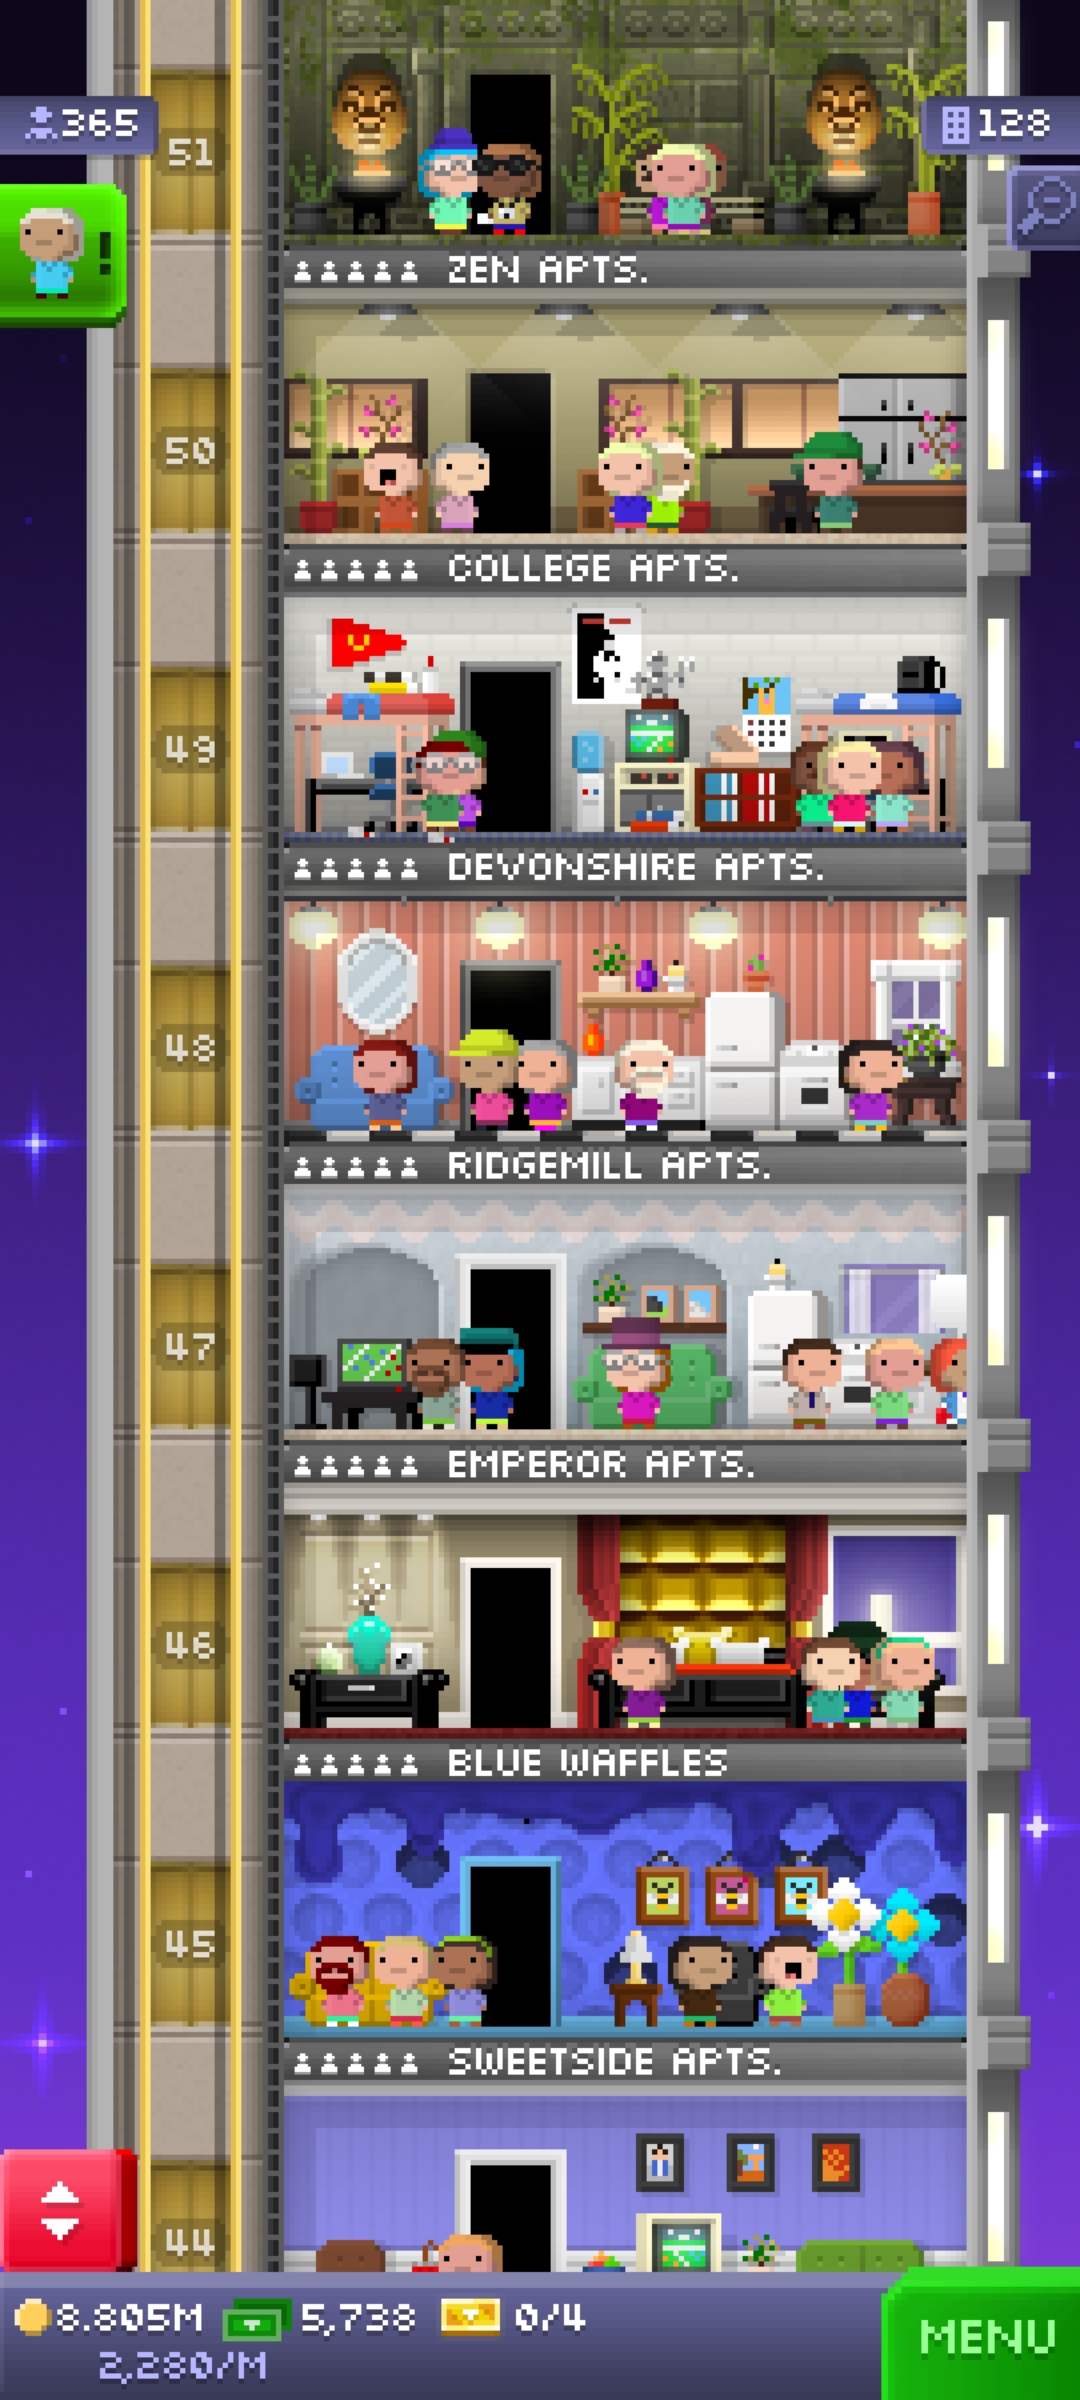 365
128
51
!
ZEN APTS.
50
COLLEGE APTS.
49
DEVONSHIRE APTS.
48
RIDGEMILL APTS.
47
EMPEROR APTS.
46
BLUE WAFFLES
45
SWEETSIDE APTS.
44
8.805M 5,738 0/4
2,280/M
MENU